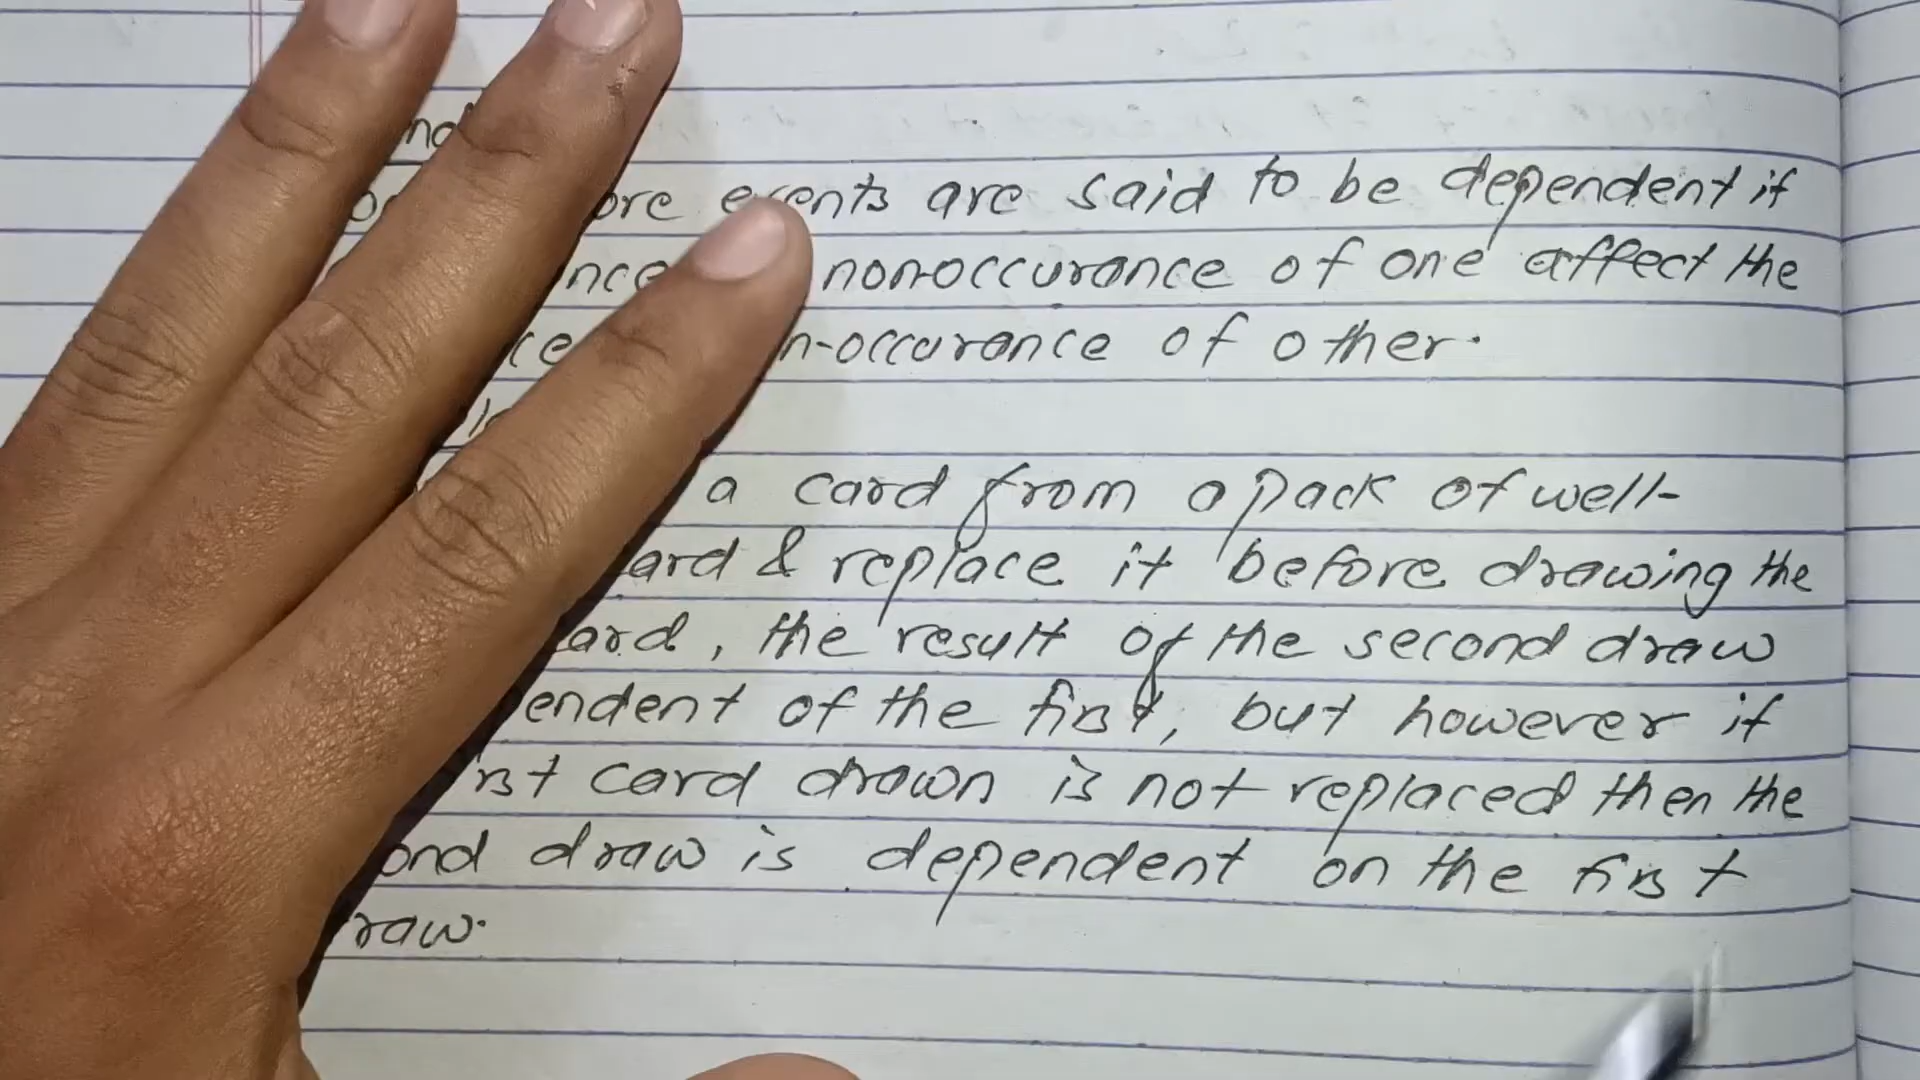 ore events are said to be dependent if
nonoccurance of one affect the
n-occurance of other.
a card from a pack of well-
ard & replace it before drawing the
ard, the result of the second draw
endent of the first, but however if
rst card drawn is not replaced then the
ond draw is dependent on the first
raw.